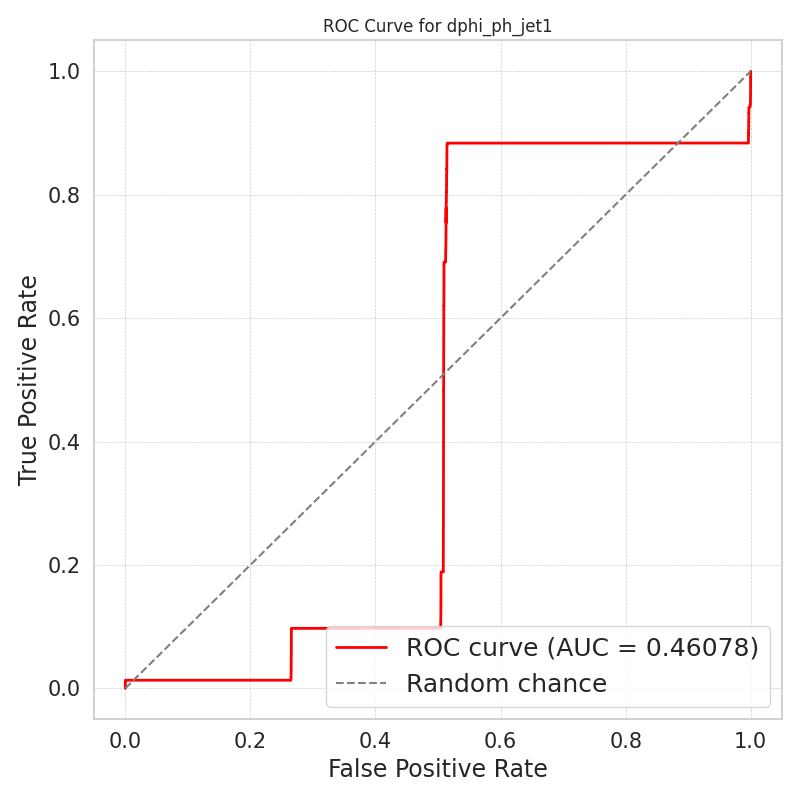 ROC Curve for dphi_ph_jet1
True Positive Rate
1.0
0.8
0.6
0.4
0.2
0.0
ROC curve (AUC = 0.46078)
Random chance
0.0 0.2 0.4 0.6 0.8 1.0
False Positive Rate